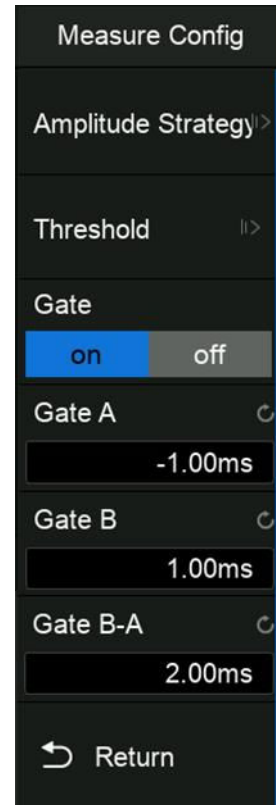 Measure Config
Amplitude Strategy
Threshold
Gate
on off
Gate A
-1.00ms
Gate B
1.00ms
Gate B-A
2.00ms
Return